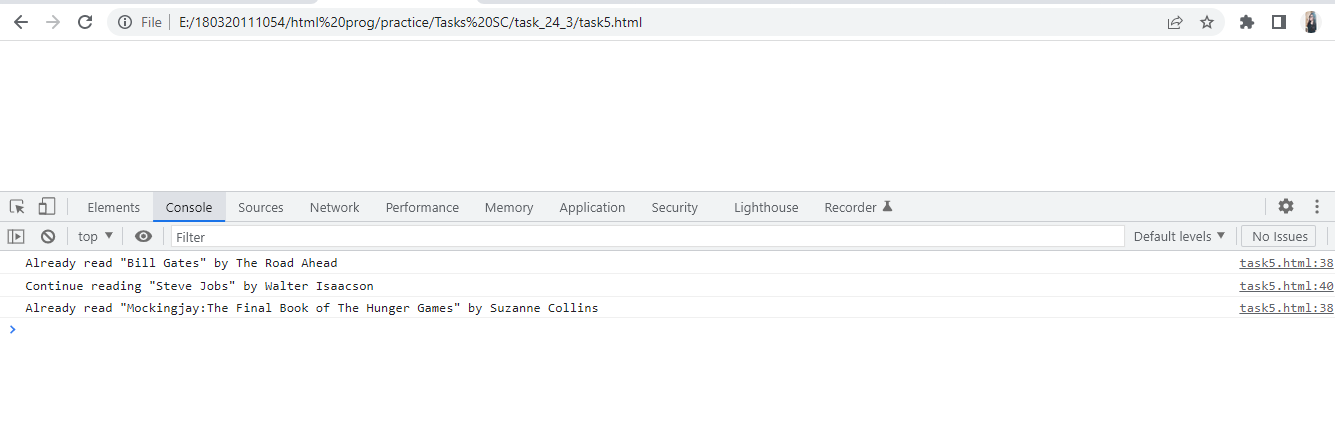 File E:/180320111054/html%20prog/practice/Tasks%20SC/task_24_3/task5.html
Elements Console Sources Network Performance Memory Application Security Lighthouse Recorder
top Filter Default levels No Issues
Already read "Bill Gates" by The Road Ahead task5.html:38
Continue reading "Steve Jobs" by Walter Isaacson task5.html:40
Already read "Mockingjay:The Final Book of The Hunger Games" by Suzanne Collins task5.html:38